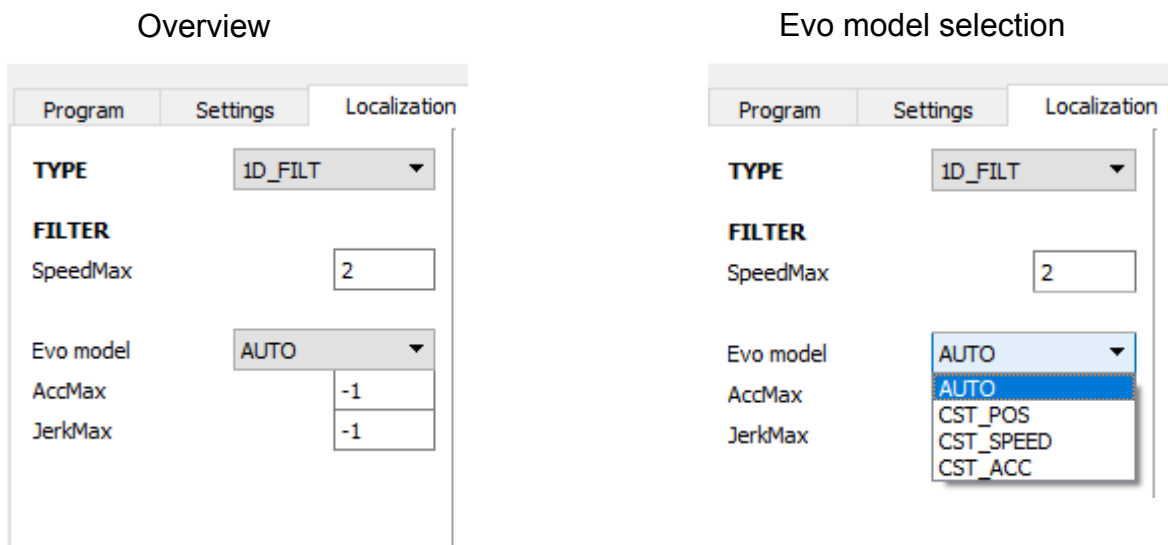 Overview
Program Settings Localization
TYPE 1D_FILT
FILTER
SpeedMax 2
Evo model AUTO
AccMax -1
JerkMax -1
Evo model selection
Program Settings Localization
TYPE 1D_FILT
FILTER
SpeedMax 2
Evo model AUTO
AccMax AUTO
CST_POS
JerkMax CST_SPEED
CST_ACC